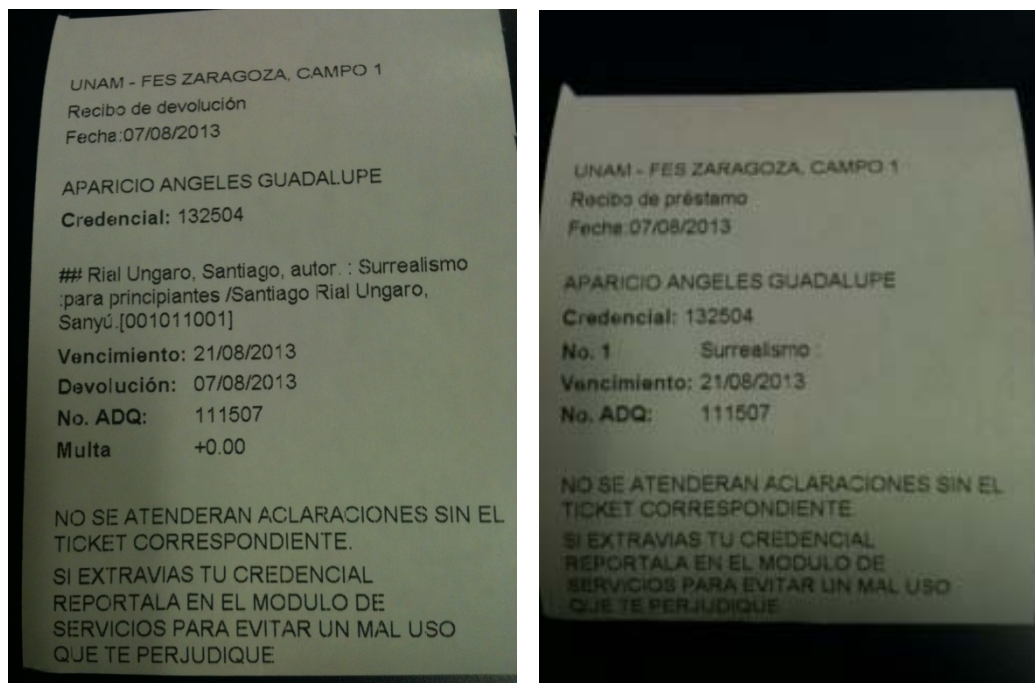 UNAM - FES ZARAGOZA, CAMPO 1
Recibo de devolución
Fecha:07/08/2013
APARICIO ANGELES GUADALUPE
Credencial: 132504
## Rial Ungaro, Santiago, autor. : Surrealismo
:para principiantes /Santiago Rial Ungaro,
Sanyú.[001011001]
Vencimiento: 21/08/2013
Devolución: 07/08/2013
No. ADQ: 111507
Multa +0.00
NO SE ATENDERAN ACLARACIONES SIN EL
TICKET CORRESPONDIENTE.
SI EXTRAVIAS TU CREDENCIAL
REPORTALA EN EL MODULO DE
SERVICIOS PARA EVITAR UN MAL USO
QUE TE PERJUDIQUE
UNAM - FES ZARAGOZA, CAMPO 1
Recibo de préstamo
Fecha:07/08/2013
APARICIO ANGELES GUADALUPE
Credencial: 132504
No. 1 Surrealismo :
Vencimiento: 21/08/2013
No. ADQ: 111507
NO SE ATENDERAN ACLARACIONES SIN EL
TICKET CORRESPONDIENTE.
SI EXTRAVIAS TU CREDENCIAL
REPORTALA EN EL MODULO DE
SERVICIOS PARA EVITAR UN MAL USO
QUE TE PERJUDIQUE